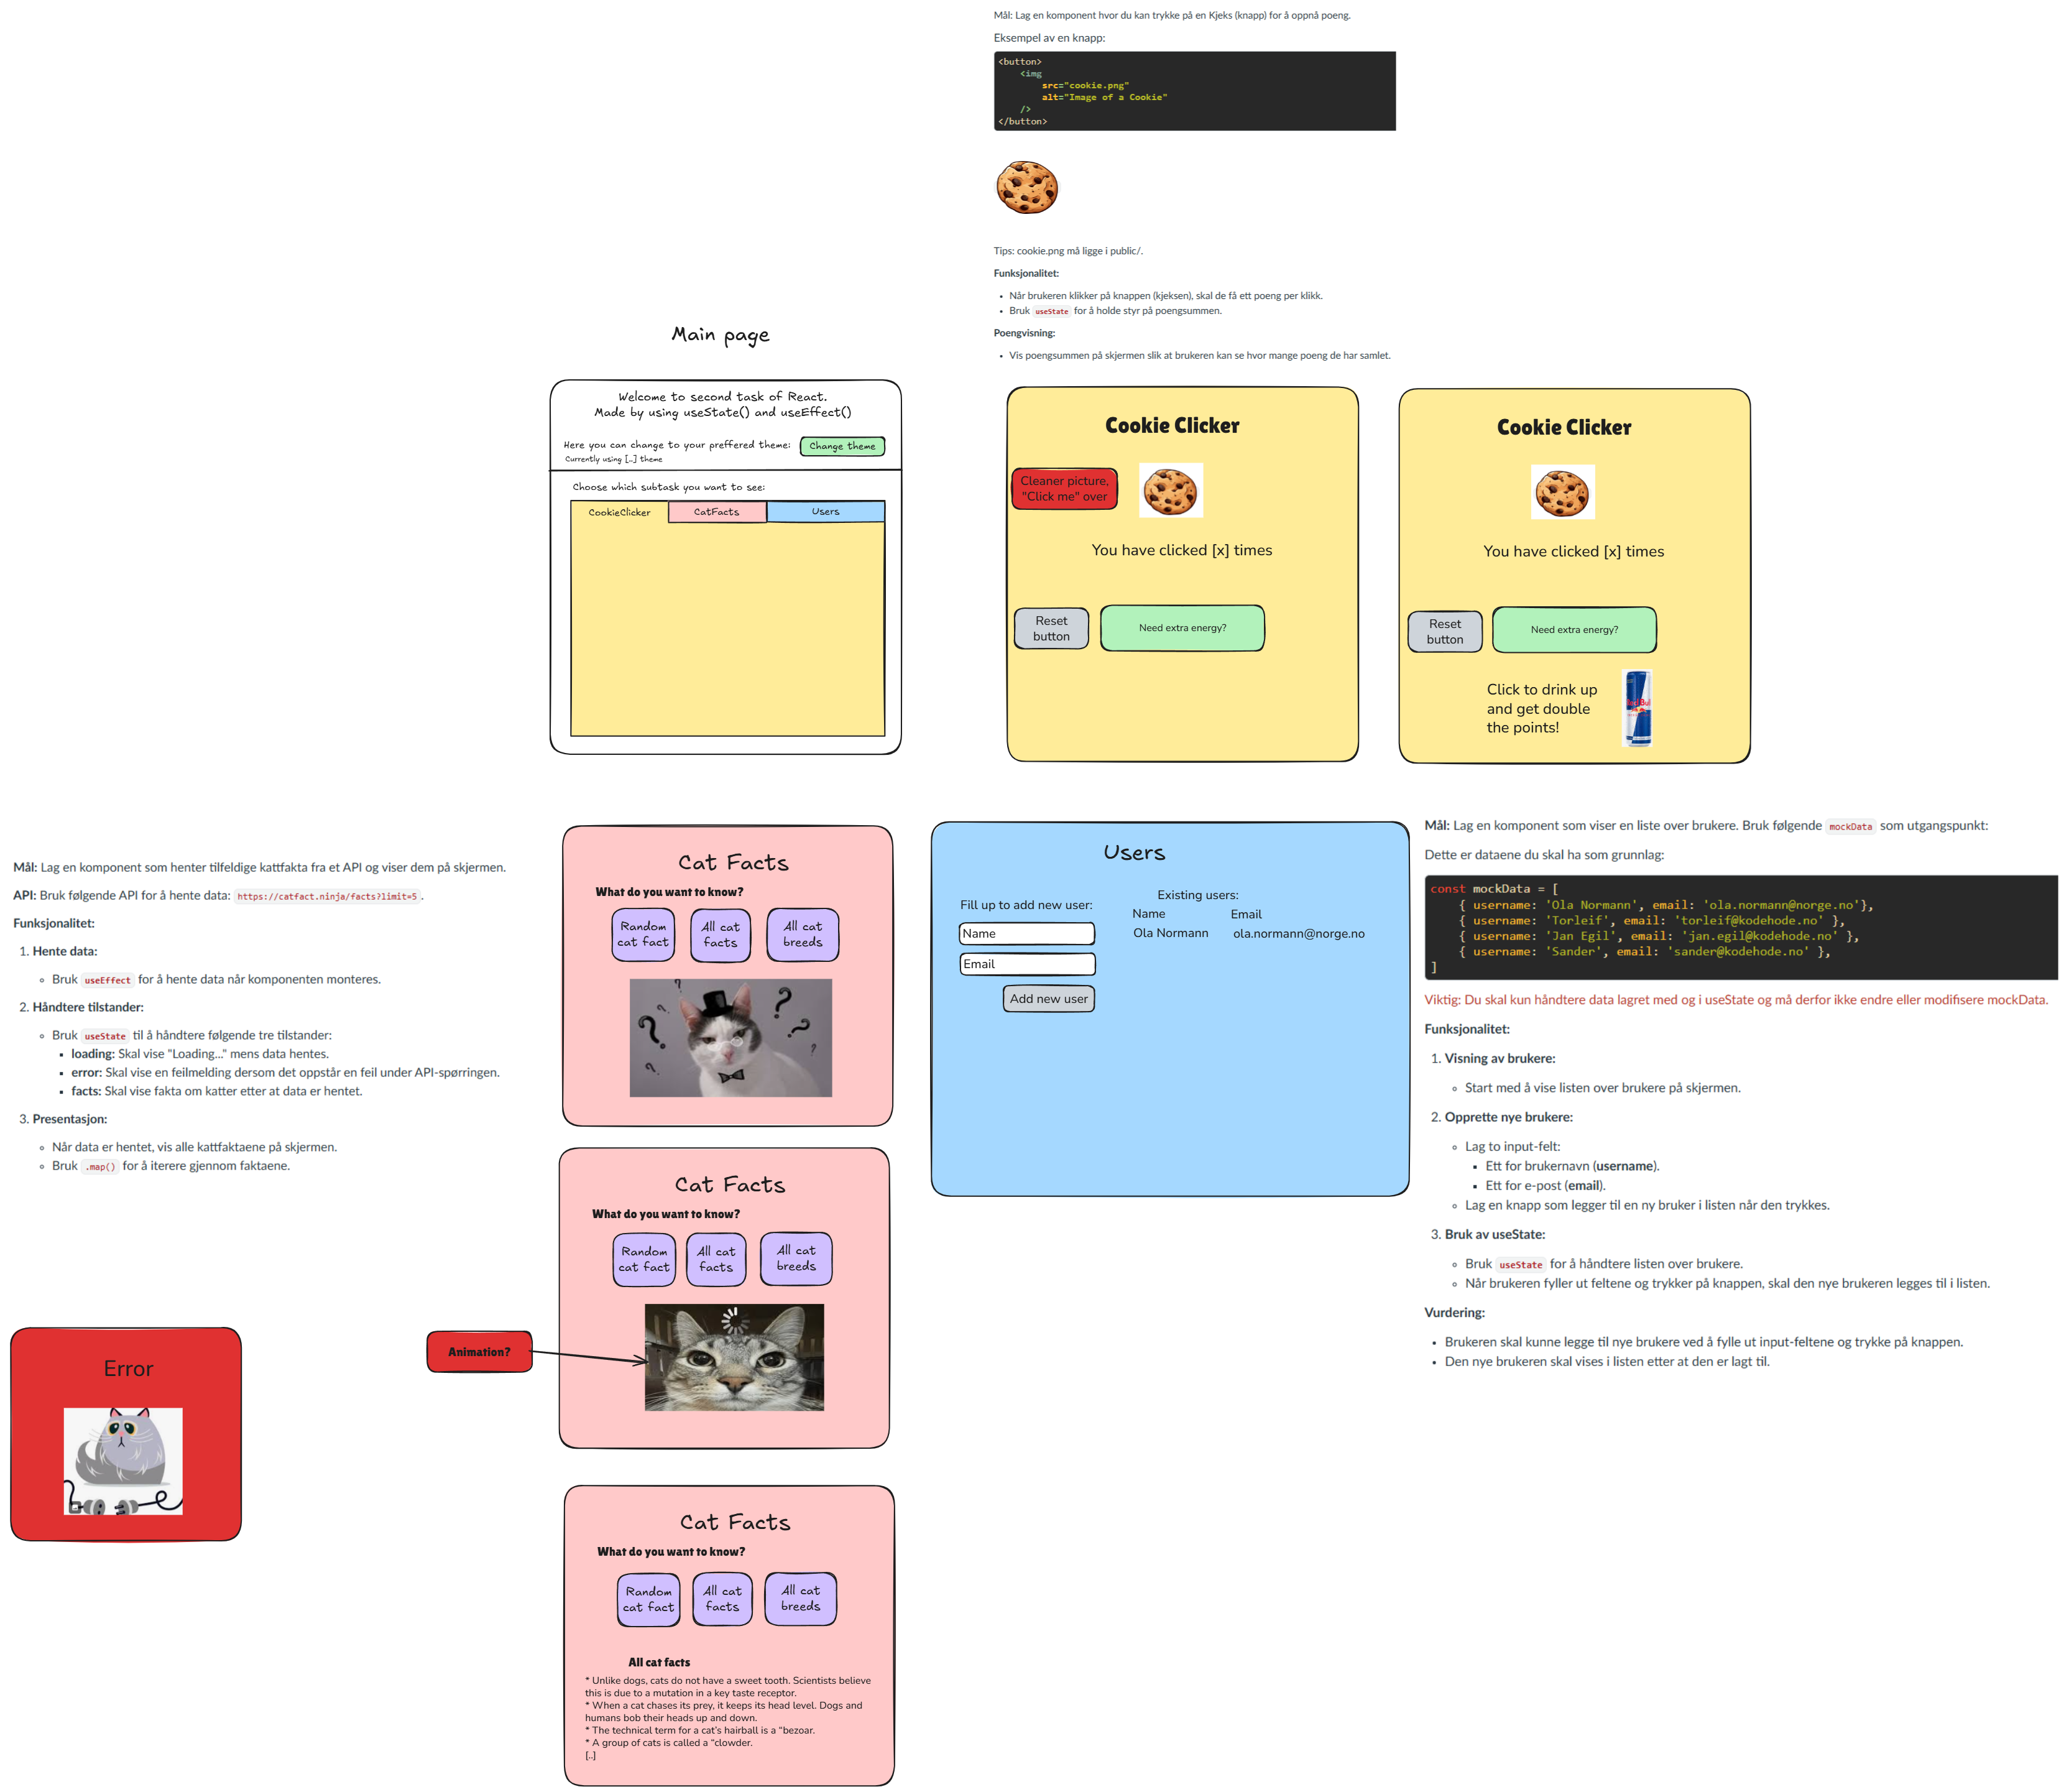 Mål: Lag en komponent hvor du kan trykke på en Kjeks (knapp) for å oppnå poeng.
Eksempel av en knapp:
<button>
<img
src="cookie.png"
alt="Image of a Cookie"
/>
</button>
Tips: cookie.png må ligge i public/.
Funksjonalitet:
• Når brukeren klikker på knappen (kjeksen), skal de få ett poeng per klikk.
• Bruk useState for å holde styr på poengsummen.
Poengvisning:
• Vis poengsummen på skjermen slik at brukeren kan se hvor mange poeng de har samlet.
Main page
Welcome to second task of React.
Made by using useState() and useEffect()
Here you can change to your preffered theme:
Change theme
Currently using [..] theme
Choose which subtask you want to see:
CookieClicker
CatFacts
Users
Cookie Clicker
Cleaner picture,
"Click me" over
You have clicked [x] times
Reset
button
Need extra energy?
Cookie Clicker
You have clicked [x] times
Reset
button
Need extra energy?
Click to drink up
and get double
the points!
RedBull
Mål: Lag en komponent som henter tilfeldige kattfakta fra et API og viser dem på skjermen.
API: Bruk følgende API for å hente data: https://catfact.ninja/facts?limit=5.
Funksjonalitet:
1. Hente data:
◦ Bruk useEffect for å hente data når komponenten monteres.
2. Håndtere tilstander:
◦ Bruk useState til å håndtere følgende tre tilstander:
▪ loading: Skal vise "Loading..." mens data hentes.
▪ error: Skal vise en feilmelding dersom det oppstår en feil under API-spørringen.
▪ facts: Skal vise fakta om katter etter at data er hentet.
3. Presentasjon:
◦ Når data er hentet, vis alle kattfaktaene på skjermen.
◦ Bruk .map() for å iterere gjennom faktaene.
Cat Facts
What do you want to know?
Random
cat fact
All cat
facts
All cat
breeds
? ? ? ? ? ?
Users
Fill up to add new user:
Name
Email
Add new user
Existing users:
Name Email
Ola Normann ola.normann@norge.no
Mål: Lag en komponent som viser en liste over brukere. Bruk følgende mockData som utgangspunkt:
Dette er dataene du skal ha som grunnlag:
const mockData = [
{ username: 'Ola Normann', email: 'ola.normann@norge.no'},
{ username: 'Torleif', email: 'torleif@kodehode.no' },
{ username: 'Jan Egil', email: 'jan.egil@kodehode.no' },
{ username: 'Sander', email: 'sander@kodehode.no' },
]
Viktig: Du skal kun håndtere data lagret med og i useState og må derfor ikke endre eller modifisere mockData.
Funksjonalitet:
1. Visning av brukere:
◦ Start med å vise listen over brukere på skjermen.
2. Opprette nye brukere:
◦ Lag to input-felt:
▪ Ett for brukernavn (username).
▪ Ett for e-post (email).
◦ Lag en knapp som legger til en ny bruker i listen når den trykkes.
3. Bruk av useState:
◦ Bruk useState for å håndtere listen over brukere.
◦ Når brukeren fyller ut feltene og trykker på knappen, skal den nye brukeren legges til i listen.
Vurdering:
• Brukeren skal kunne legge til nye brukere ved å fylle ut input-feltene og trykke på knappen.
• Den nye brukeren skal vises i listen etter at den er lagt til.
Cat Facts
What do you want to know?
Random
cat fact
All cat
facts
All cat
breeds
Animation?
Error
Cat Facts
What do you want to know?
Random
cat fact
All cat
facts
All cat
breeds
All cat facts
* Unlike dogs, cats do not have a sweet tooth. Scientists believe
this is due to a mutation in a key taste receptor.
* When a cat chases its prey, it keeps its head level. Dogs and
humans bob their heads up and down.
* The technical term for a cat's hairball is a "bezoar.
* A group of cats is called a "clowder.
[..]